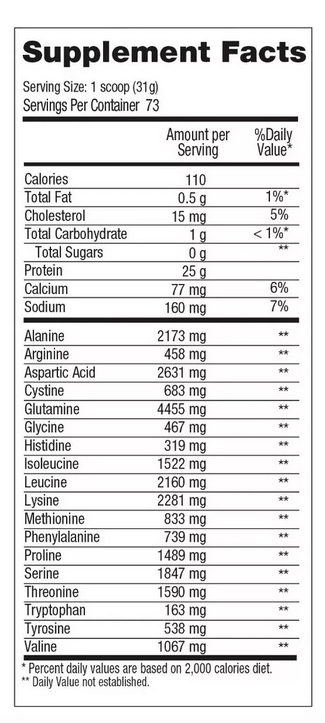 Supplement Facts
Serving Size: 1 scoop (31g)
Servings Per Container 73
Amount per Serving %Daily Value*
Calories 110
Total Fat 0.5 g 1%*
Cholesterol 15 mg 5%
Total Carbohydrate 1 g < 1%*
Total Sugars 0 g **
Protein 25 g
Calcium 77 mg 6%
Sodium 160 mg 7%
Alanine 2173 mg **
Arginine 458 mg **
Aspartic Acid 2631 mg **
Cystine 683 mg **
Glutamine 4455 mg **
Glycine 467 mg **
Histidine 319 mg **
Isoleucine 1522 mg **
Leucine 2160 mg **
Lysine 2281 mg **
Methionine 833 mg **
Phenylalanine 739 mg **
Proline 1489 mg **
Serine 1847 mg **
Threonine 1590 mg **
Tryptophan 163 mg **
Tyrosine 538 mg **
Valine 1067 mg **
* Percent daily values are based on 2,000 calories diet.
** Daily Value not established.